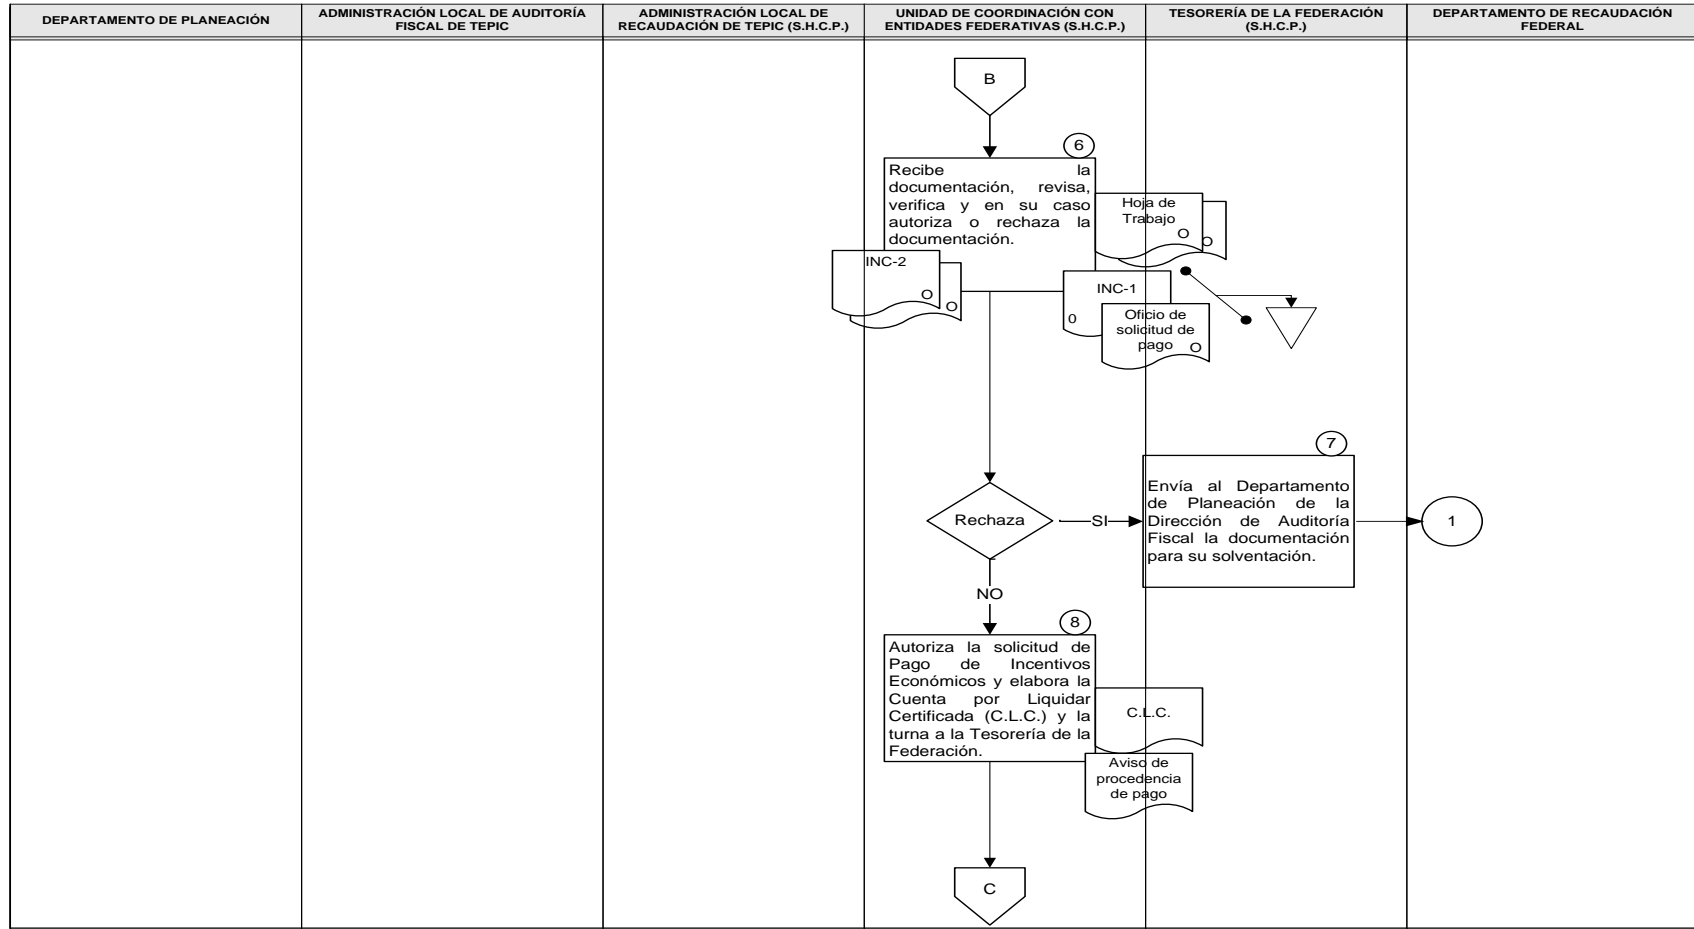 DEPARTAMENTO DE PLANEACIÓN
ADMINISTRACIÓN LOCAL DE AUDITORÍA
FISCAL DE TEPIC
ADMINISTRACIÓN LOCAL DE
RECAUDACIÓN DE TEPIC (S.H.C.P.)
UNIDAD DE COORDINACIÓN CON
ENTIDADES FEDERATIVAS (S.H.C.P.)
TESORERÍA DE LA FEDERACIÓN
(S.H.C.P.)
DEPARTAMENTO DE RECAUDACIÓN
FEDERAL
B
6
Recibe la
documentación, revisa,
verifica y en su caso
autoriza o rechaza la
documentación.
Hoja de
Trabajo
O
O
INC-2
O
O
INC-1
0
Oficio de
solicitud de
pago O
7
Envía al Departamento
de Planeación de la
Dirección de Auditoría
Fiscal la documentación
para su solventación.
Rechaza
SI
1
NO
8
Autoriza la solicitud de
Pago de Incentivos
Económicos y elabora la
Cuenta por Liquidar
Certificada (C.L.C.) y la
turna a la Tesorería de la
Federación.
C.L.C.
Aviso de
procedencia
de pago
C